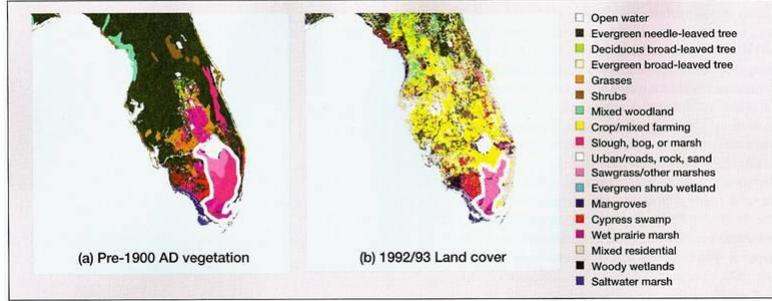 Open water
Evergreen needle-leaved tree
Deciduous broad-leaved tree
Evergreen broad-leaved tree
Grasses
Shrubs
Mixed woodland
Crop/mixed farming
Slough, bog, or marsh
Urban/roads, rock, sand
Sawgrass/other marshes
Evergreen shrub wetland
Mangroves
Cypress swamp
Wet prairie marsh
Mixed residential
Woody wetlands
Saltwater marsh
(a) Pre-1900 AD vegetation
(b) 1992/93 Land cover